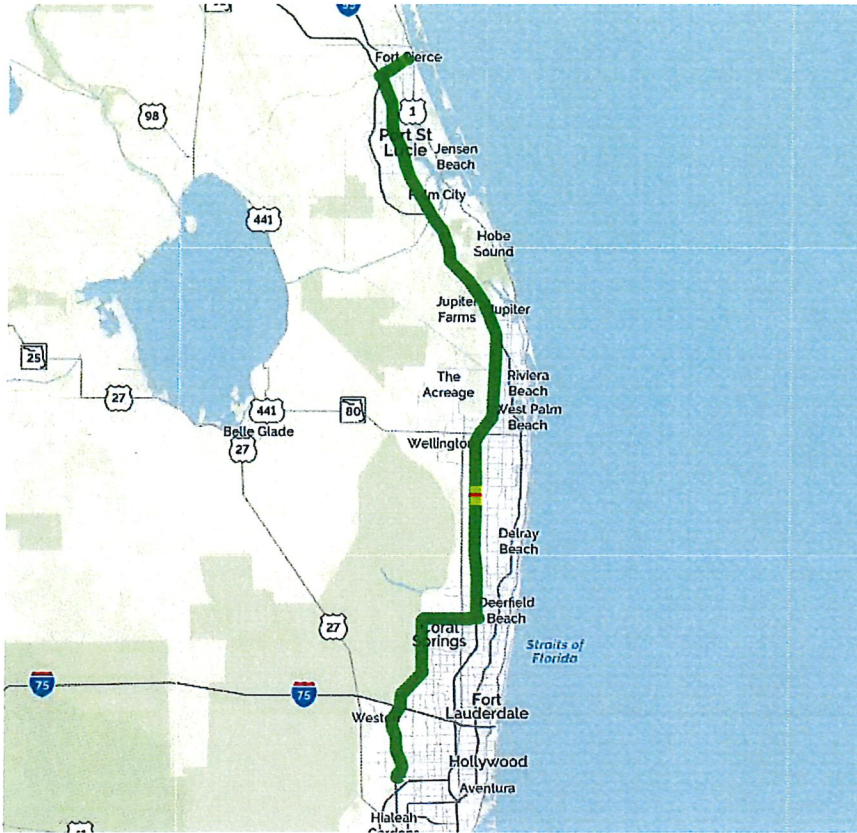 95
Fort Pierce
98
1
Port St
Lucie
Jensen
Beach
Palm City
441
Hobe
Sound
Jupiter
Farms
Jupiter
25
The
Acreage
Riviera
Beach
27
441
80
West Palm
Beach
Belle Glade
Wellington
27
Delray
Beach
Deerfield
Beach
27
Coral
Springs
Straits of
Florida
75
75
Fort
Lauderdale
Weston
Hollywood
Aventura
Hialeah
Gardens